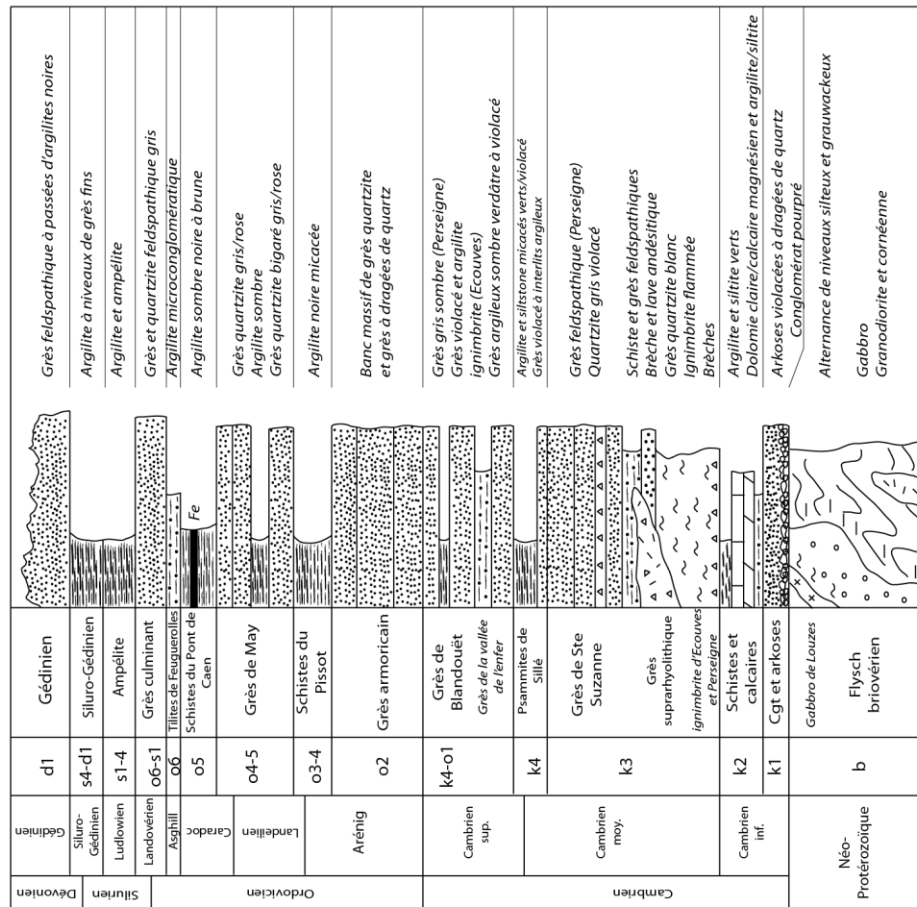 Dévonien
Silurien
Ordovicien
Cambrien
Néo-
Protérozoïque
Gédinien
Siluro-
Gédinien
Ludlowien
Landovérien
Asghill
Caradoc
Landeilien
Arénig
Cambrien
sup.
Cambrien
moy.
Cambrien
inf.
d1
s4-d1
s1-4
o6-s1
o6
o5
o4-5
o3-4
o2
k4-o1
k4
k3
k2
k1
b
Gédinien
Siluro-Gédinien
Ampélite
Grès culminant
Tilites de Feuguerolles
Schistes du Pont de
Caen
Grès de May
Schistes du
Pissot
Grès armoricain
Grès de
Blandouët
Grès de la vallée
de l'enfer
Psammites de
Sillé
Grès de Ste
Suzanne
Grès
suprarhyolithique
ignimbrite d'Ecouves
et Perseigne
Schistes et
calcaires
Cgt et arkoses
Gabbro de Louzes
Flysch
briovérien
Fe
Grès feldspathique à passées d'argilites noires
Argilite à niveaux de grès fins
Argilite et ampélite
Grès et quartzite feldspathique gris
Argilite microconglomératique
Argilite sombre noire à brune
Grès quartzite gris/rose
Argilite sombre
Grès quartzite bigaré gris/rose
Argilite noire micacée
Banc massif de grès quartzite
et grès à dragées de quartz
Grès gris sombre (Perseigne)
Grès violacé et argilite
ignimbrite (Ecouves)
Grès argileux sombre verdâtre à violacé
Argilite et siltstone micacés verts/violacé
Grès violacé à interlits argileux
Grès feldspathique (Perseigne)
Quartzite gris violacé
Schiste et grès feldspathiques
Brèche et lave andésitique
Grès quartzite blanc
Ignimbrite flammée
Brèches
Argilite et siltite verts
Dolomie claire/calcaire magnésien et argilite/siltite
Arkoses violacées à dragées de quartz
Conglomérat pourpré
Alternance de niveaux silteux et grauwackeux
Gabbro
Granodiorite et cornéenne